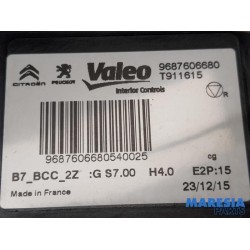 CITROËN PEUGEOT Valeo 9687606680
Interior Controls T911615
R
9687606680540025
cg
B7_BCC_2Z :G S7.00 H4.0 E2P:15
Made in France 23/12/15
MARESIA
PARTS